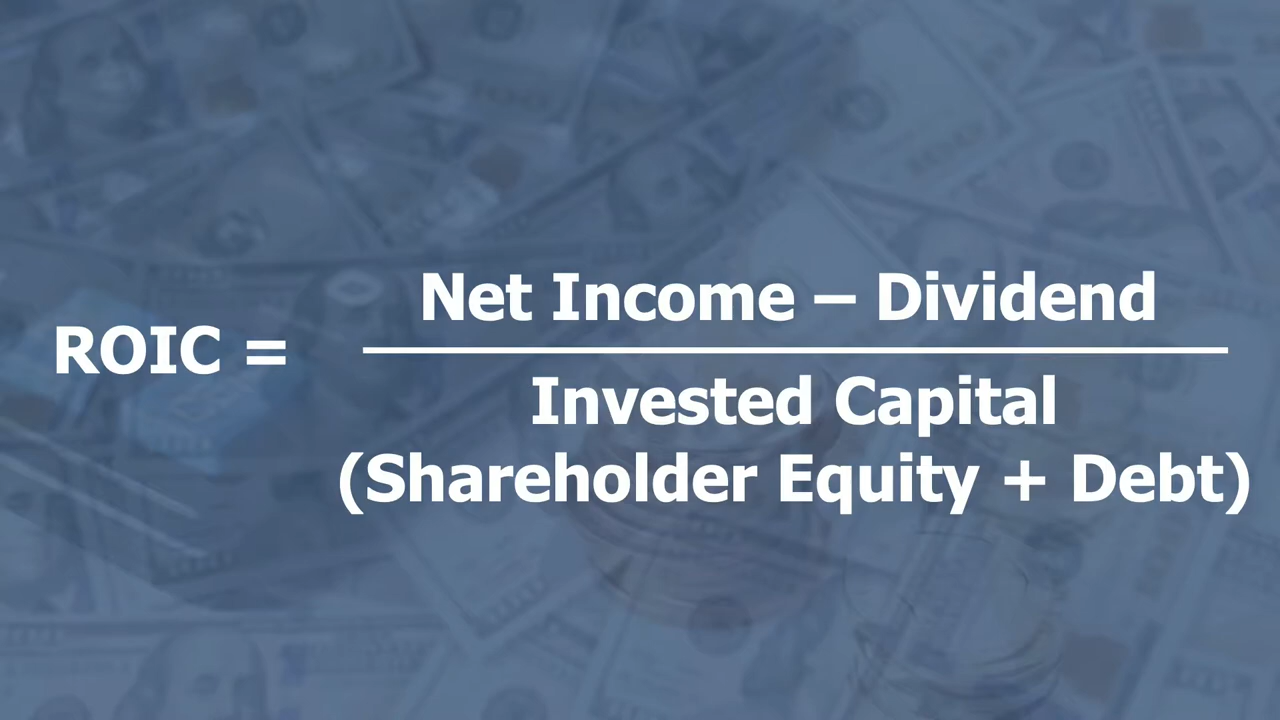 ROIC =
Net Income – Dividend
Invested Capital
(Shareholder Equity + Debt)